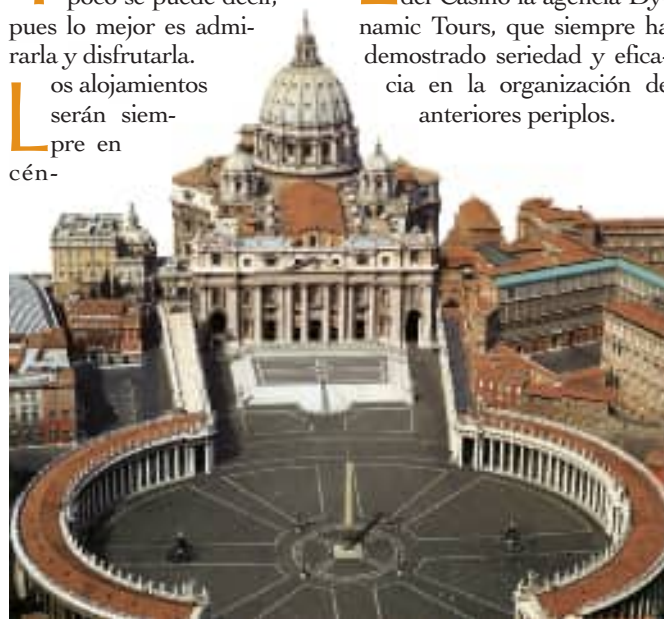 poco se puede decir,
pues lo mejor es admi-
rarla y disfrutarla.
Los alojamientos
serán siem-
pre en
cén-
del Casino la agencia Dy-
namic Tours, que siempre ha
demostrado seriedad y efica-
cia en la organización de
anteriores periplos.